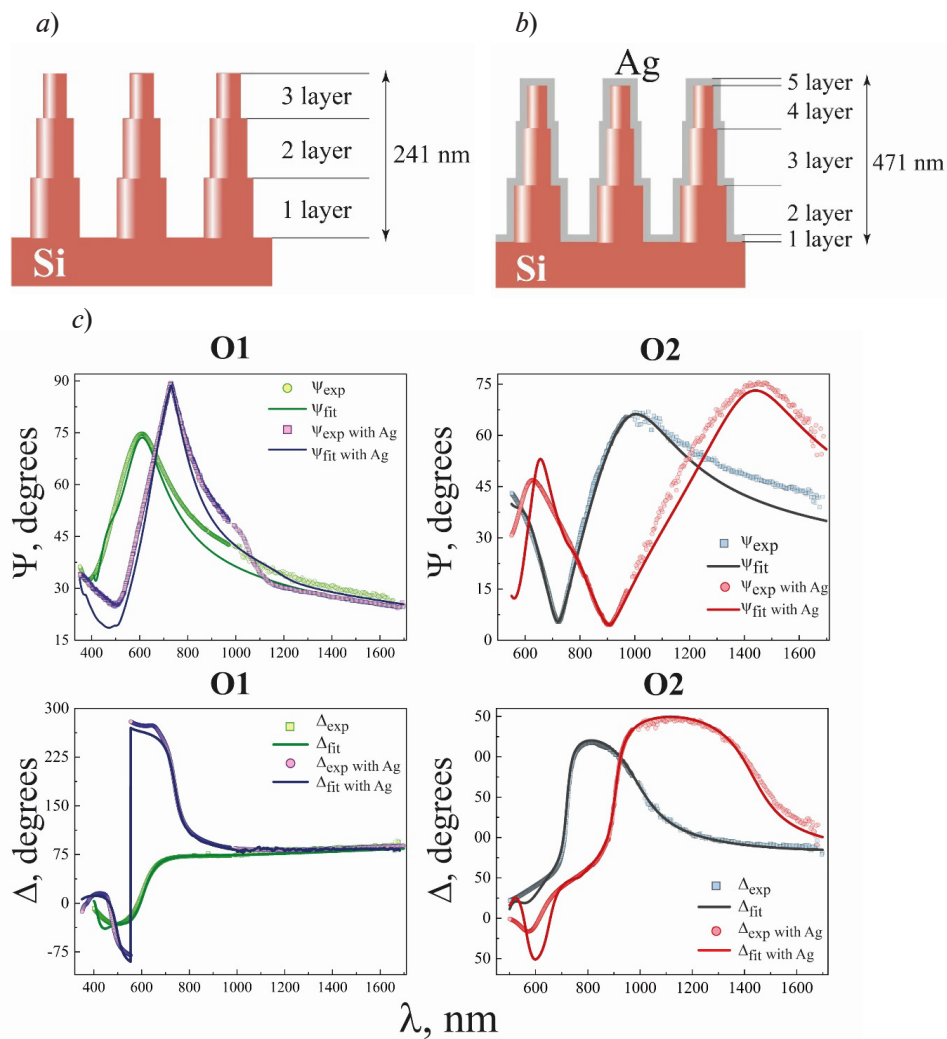 a)
3 layer
2 layer
1 layer
241 nm
Si
b)
Ag
5 layer
4 layer
3 layer
2 layer
1 layer
471 nm
Si
c)
O1
Ψ, degrees
90
75
60
45
30
15
400 600 800 1000 1200 1400 1600
Ψexp
Ψfit
Ψexp with Ag
Ψfit with Ag
O2
Ψ, degrees
75
60
45
30
15
0
600 800 1000 1200 1400 1600
Ψexp
Ψfit
Ψexp with Ag
Ψfit with Ag
O1
Δ, degrees
300
225
150
75
0
-75
400 600 800 1000 1200 1400 1600
Δexp
Δfit
Δexp with Ag
Δfit with Ag
O2
Δ, degrees
50
00
50
00
50
0
50
600 800 1000 1200 1400 1600
Δexp
Δfit
Δexp with Ag
Δfit with Ag
λ, nm